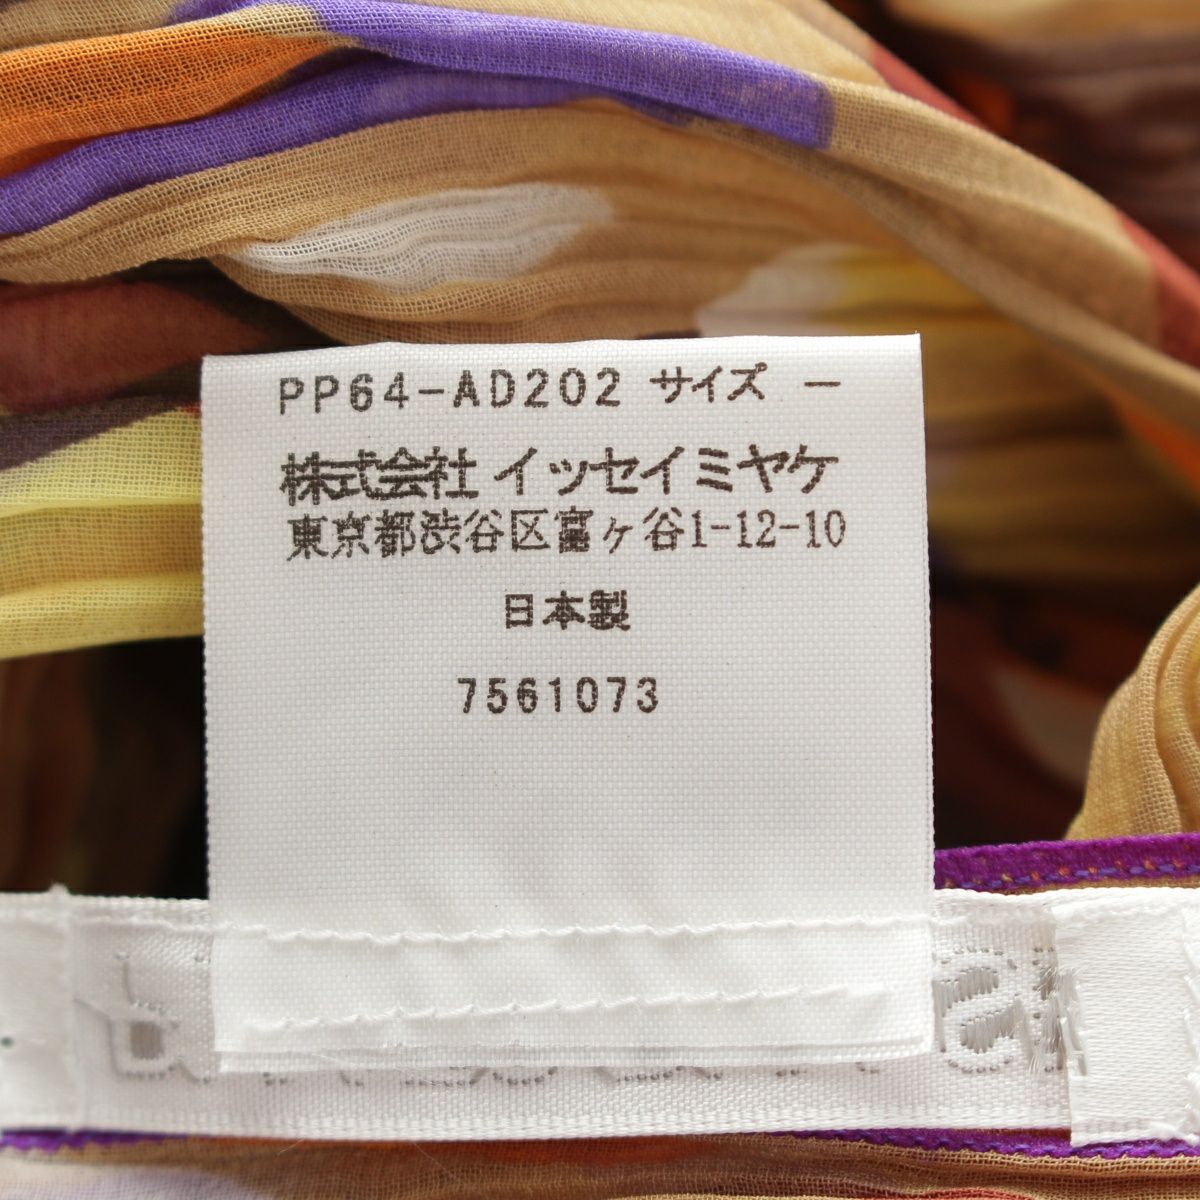 PP64-AD202 サイズ ー
株式会社 イッセイミヤケ
東京都渋谷区富ヶ谷1-12-10
日本製
7561073